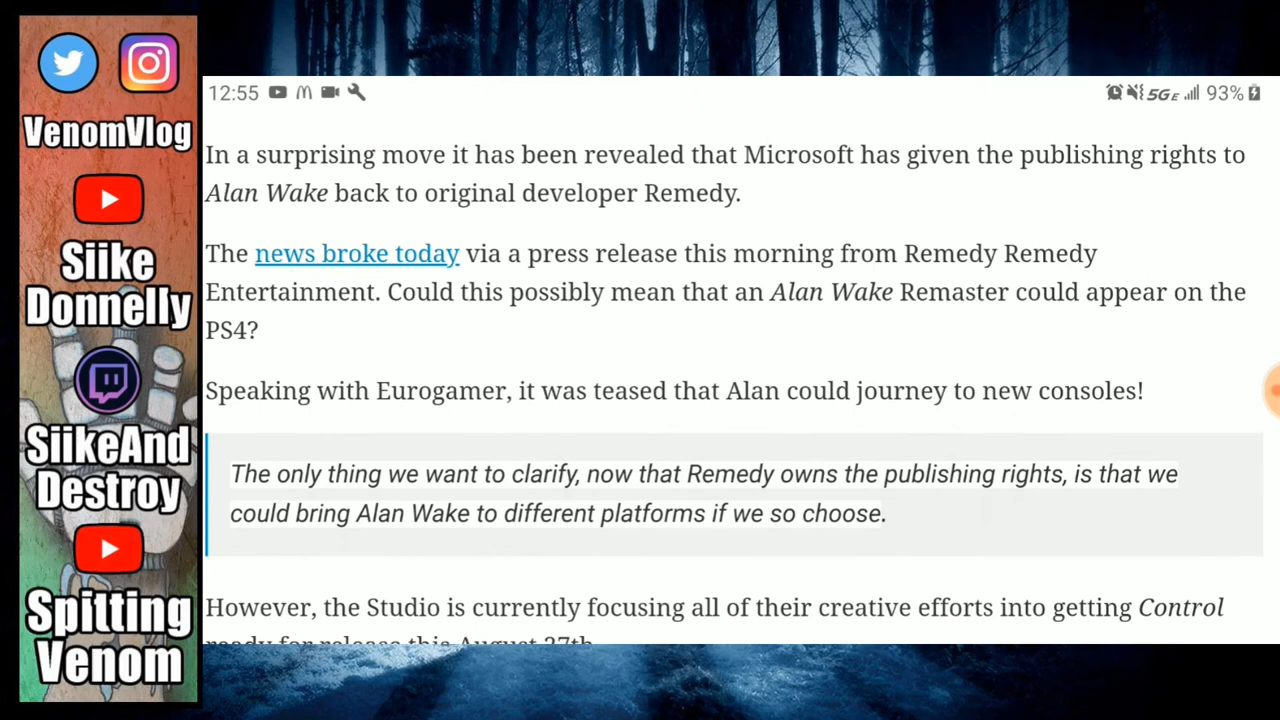 VenomVlog
Siike
Donnelly
SiikeAnd
Destroy
Spitting
Venom
12:55
5GE
93%
In a surprising move it has been revealed that Microsoft has given the publishing rights to
Alan Wake back to original developer Remedy.
The news broke today via a press release this morning from Remedy Remedy
Entertainment. Could this possibly mean that an Alan Wake Remaster could appear on the
PS4?
Speaking with Eurogamer, it was teased that Alan could journey to new consoles!
The only thing we want to clarify, now that Remedy owns the publishing rights, is that we
could bring Alan Wake to different platforms if we so choose.
However, the Studio is currently focusing all of their creative efforts into getting Control
ready for release this August 27th